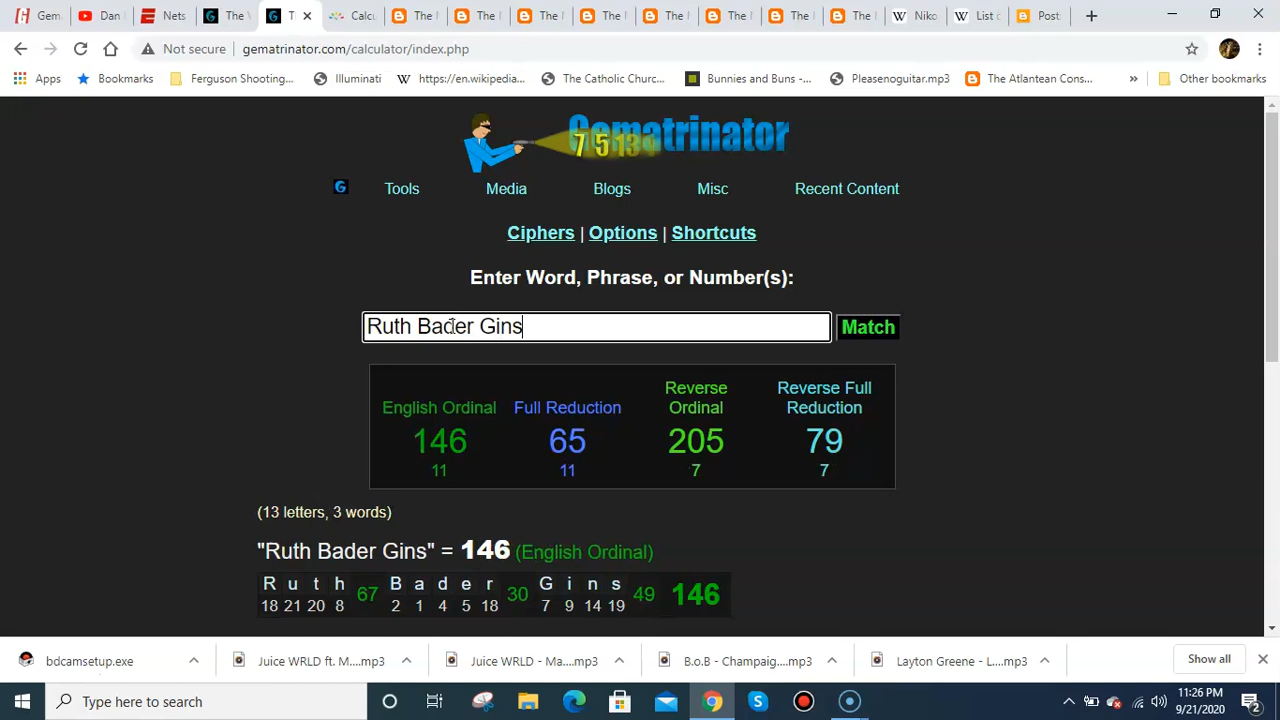 Gem
Dan
Nets
The V
T
Calcu
The
The
The
The
The
The
The
The
Niko
List o
Post
Not secure
gematrinator.com/calculator/index.php
Apps
Bookmarks
Ferguson Shooting...
Illuminati
https://en.wikipedia...
The Catholic Churc...
Bunnies and Buns -...
Pleasenoguitar.mp3
The Atlantean Cons...
»
Other bookmarks
7 5 13 Gematrinator
Tools
Media
Blogs
Misc
Recent Content
Ciphers | Options | Shortcuts
Enter Word, Phrase, or Number(s):
Ruth Bader Gins
Match
English Ordinal
146
11
Full Reduction
65
11
Reverse
Ordinal
205
7
Reverse Full
Reduction
79
7
(13 letters, 3 words)
"Ruth Bader Gins" = 146 (English Ordinal)
R u t h 67 B a d e r 30 G i n s 49 146
18 21 20 8 2 1 4 5 18 7 9 14 19
bdcamsetup.exe
Juice WRLD ft. M....mp3
Juice WRLD - Ma....mp3
B.o.B - Champaig....mp3
Layton Greene - L....mp3
Show all
Type here to search
11:26 PM
9/21/2020
2